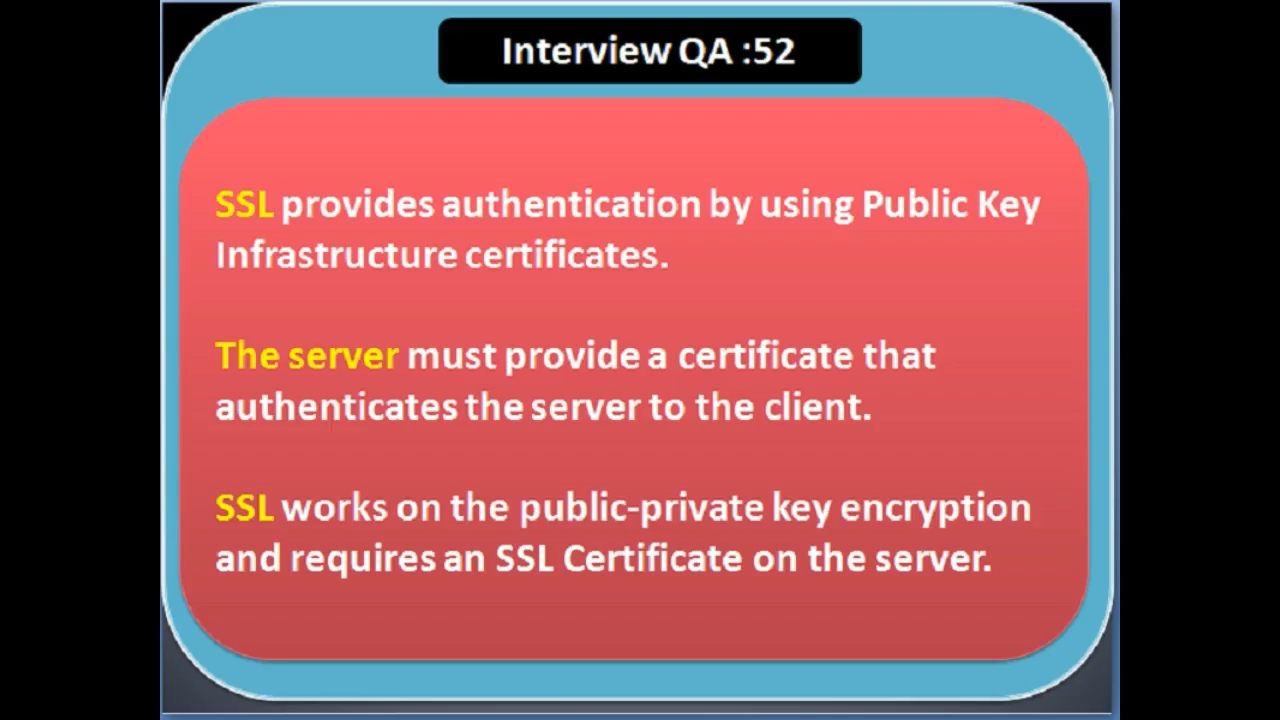 Interview QA :52
SSL provides authentication by using Public Key
Infrastructure certificates.
The server must provide a certificate that
authenticates the server to the client.
SSL works on the public-private key encryption
and requires an SSL Certificate on the server.